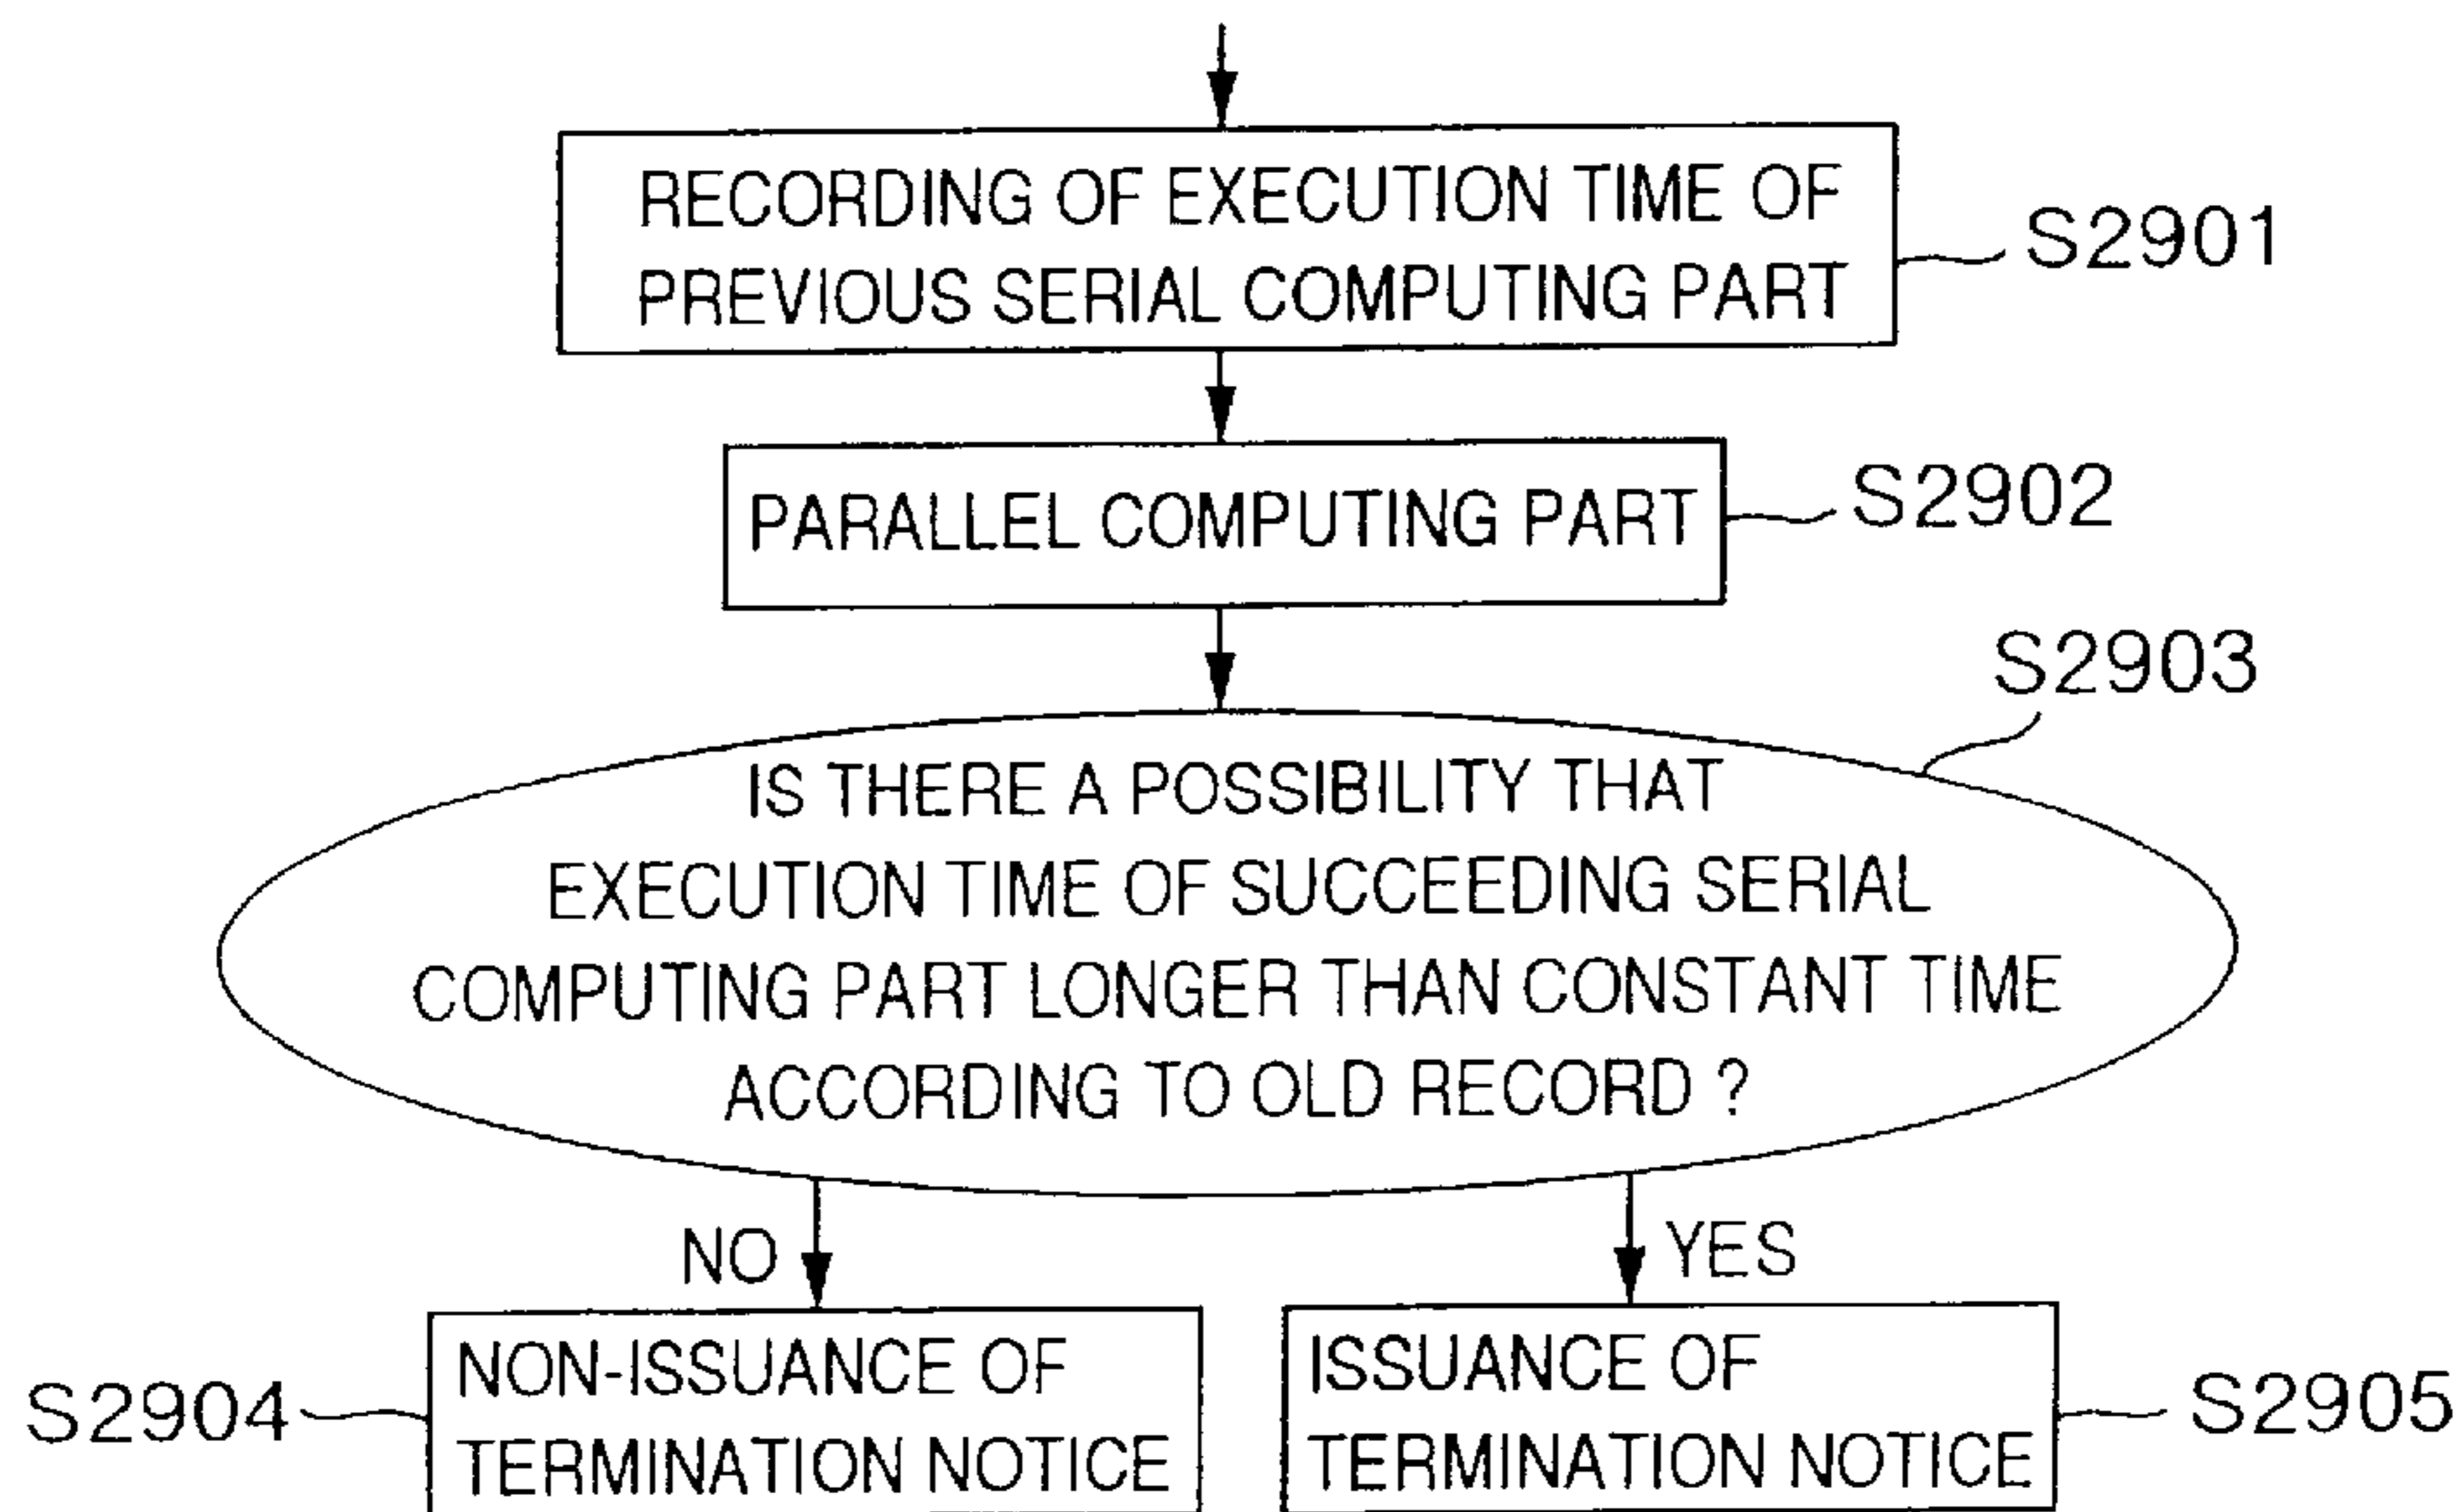 RECORDING OF EXECUTION TIME OF
PREVIOUS SERIAL COMPUTING PART
S2901
PARALLEL COMPUTING PART
S2902
S2903
IS THERE A POSSIBILITY THAT
EXECUTION TIME OF SUCCEEDING SERIAL
COMPUTING PART LONGER THAN CONSTANT TIME
ACCORDING TO OLD RECORD ?
NO
YES
S2904
NON-ISSUANCE OF
TERMINATION NOTICE
ISSUANCE OF
TERMINATION NOTICE
S2905